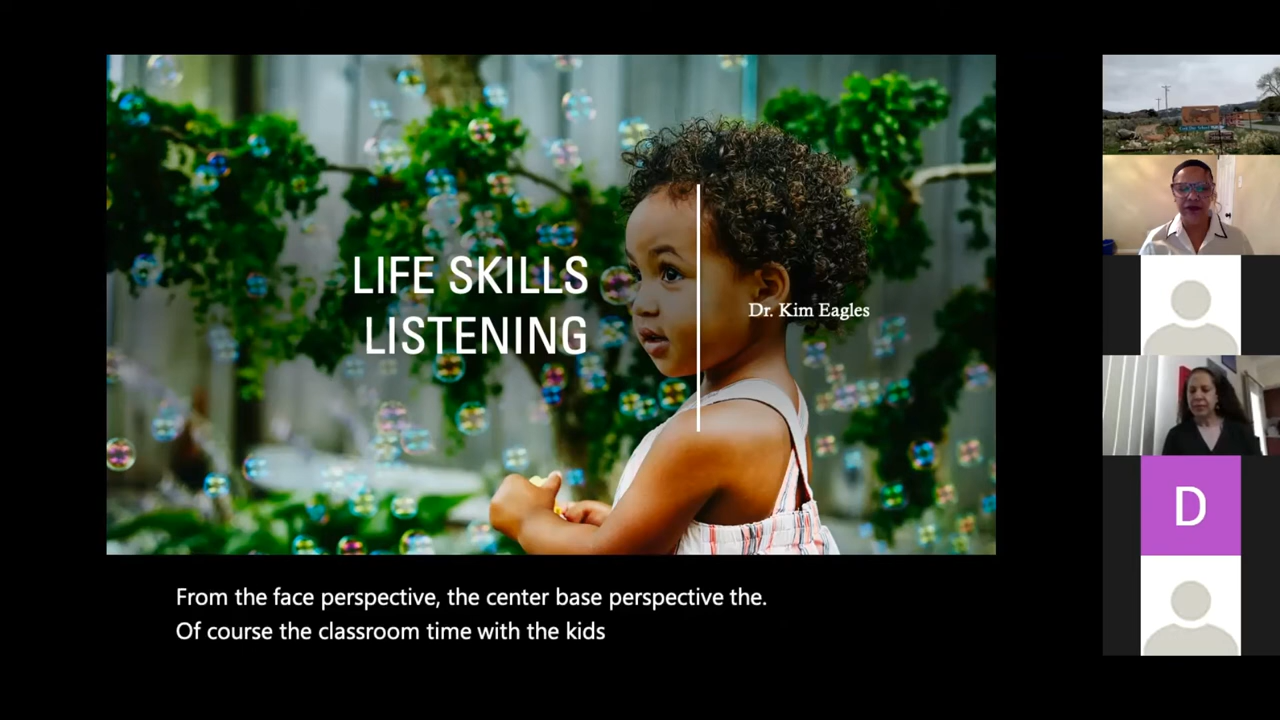 LIFE SKILLS
LISTENING
Dr. Kim Eagles
From the face perspective, the center base perspective the.
Of course the classroom time with the kids
D